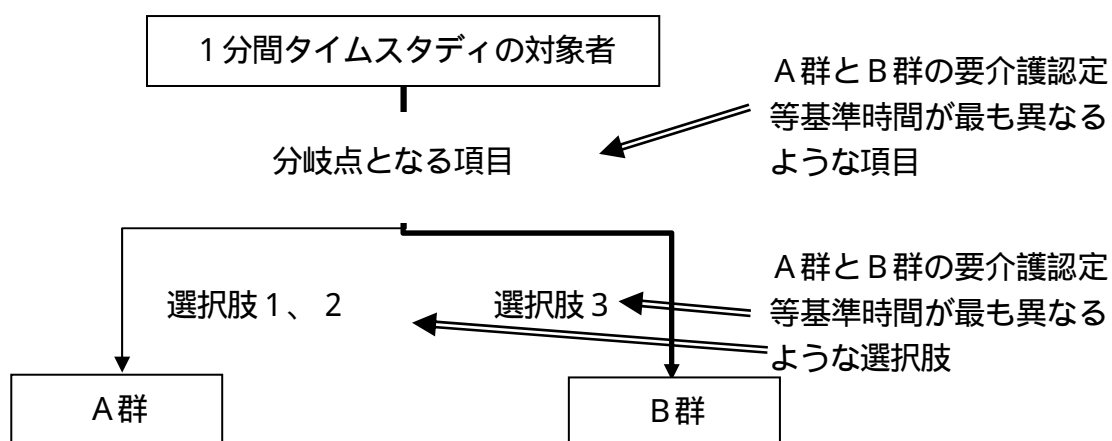 １分間タイムスタディの対象者
Ａ群とＢ群の要介護認定
等基準時間が最も異なる
ような項目
分岐点となる項目
選択肢１、２
選択肢３
Ａ群とＢ群の要介護認定
等基準時間が最も異なる
ような選択肢
Ａ群
Ｂ群